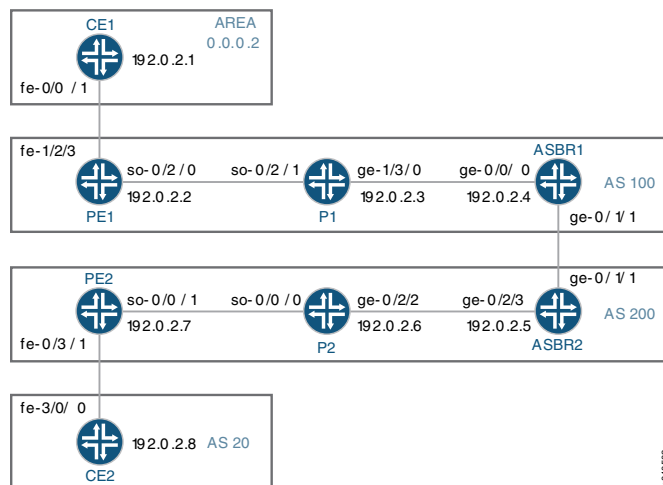 CE1
AREA
0.0.0.2
192.0.2.1
fe-0/0 / 1
fe-1/2/3
so-0/2 / 0
so-0/2 / 1
ge-1/3/ 0
ge-0/0/ 0
ASBR1
192.0.2.2
192.0.2.3
192.0.2.4
AS 100
PE1
P1
ge-0/ 1/ 1
PE2
ge-0/ 1/ 1
so-0/0 / 1
so-0/0 / 0
ge-0/2/2
ge-0/2/3
AS 200
192.0.2.7
192.0.2.6
192.0.2.5
fe-0/3 / 1
P2
ASBR2
fe-3/0/ 0
192.0.2.8
AS 20
CE2